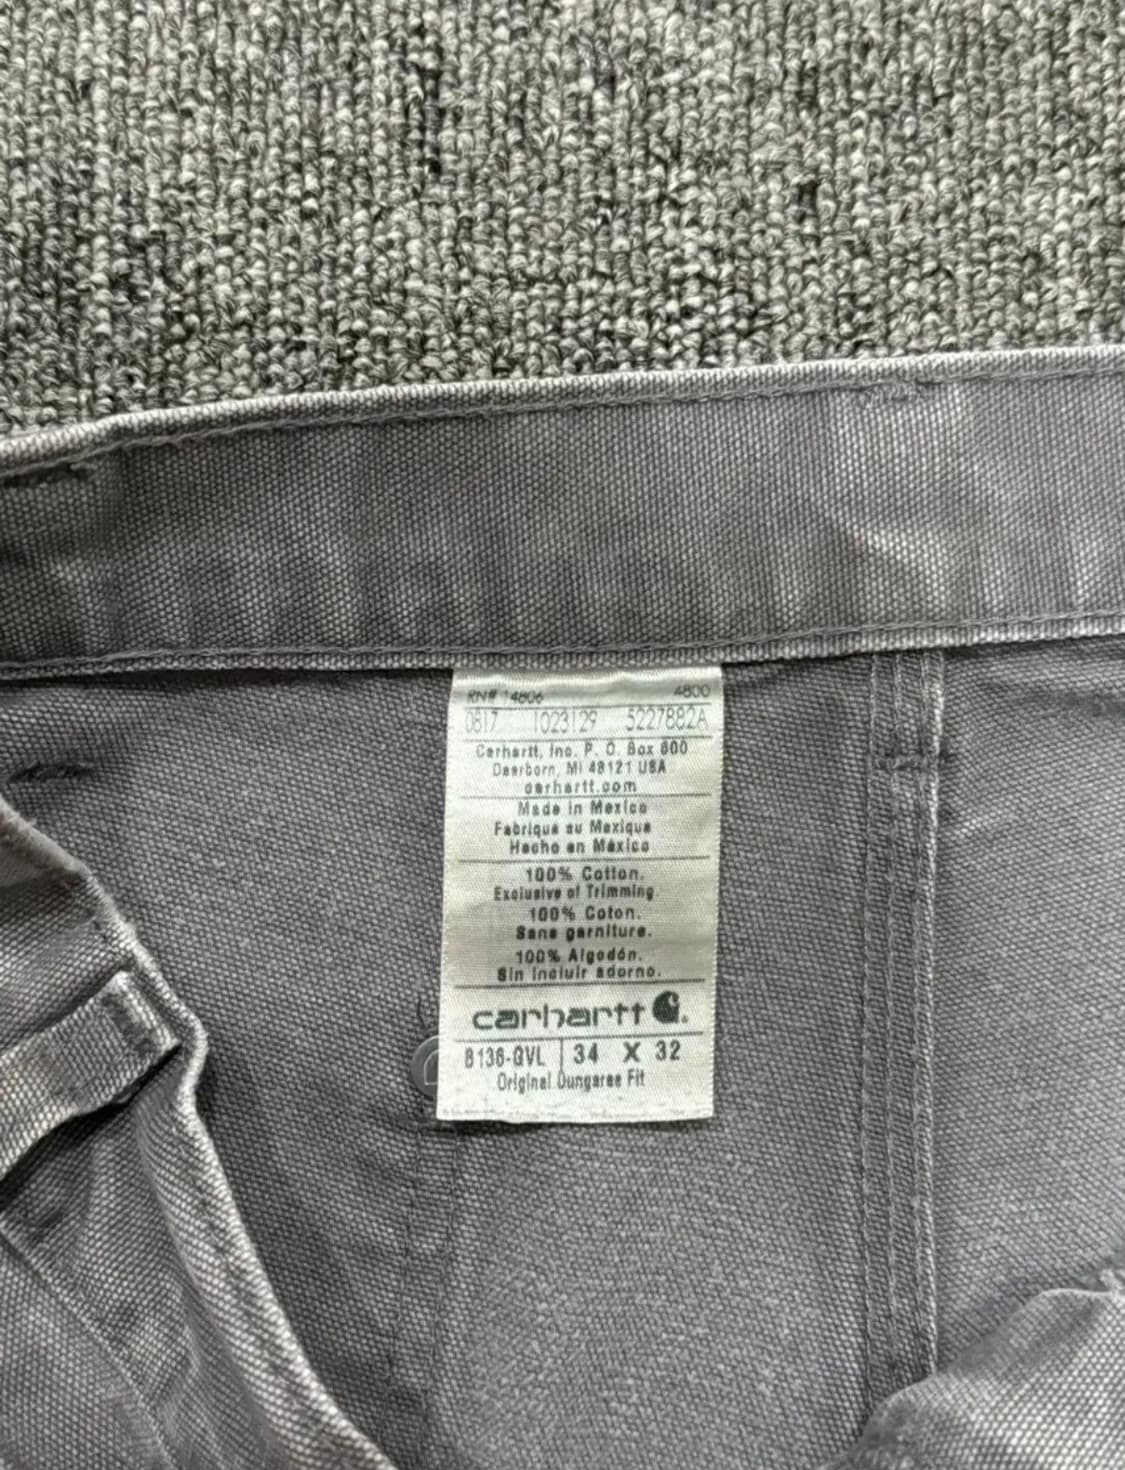 RN# 14806 4800
0817 1023129 5227882A
Carhartt, Inc. P. O. Box 600
Dearborn, MI 48121 USA
carhartt.com
Made in Mexico
Fabriqué au Mexique
Hecho en México
100% Cotton.
Exclusive of Trimming
100% Coton.
Sans garniture.
100% Algodón.
Sin incluir adorno.
carhartt
B136-GVL 34 X 32
Original Dungaree Fit